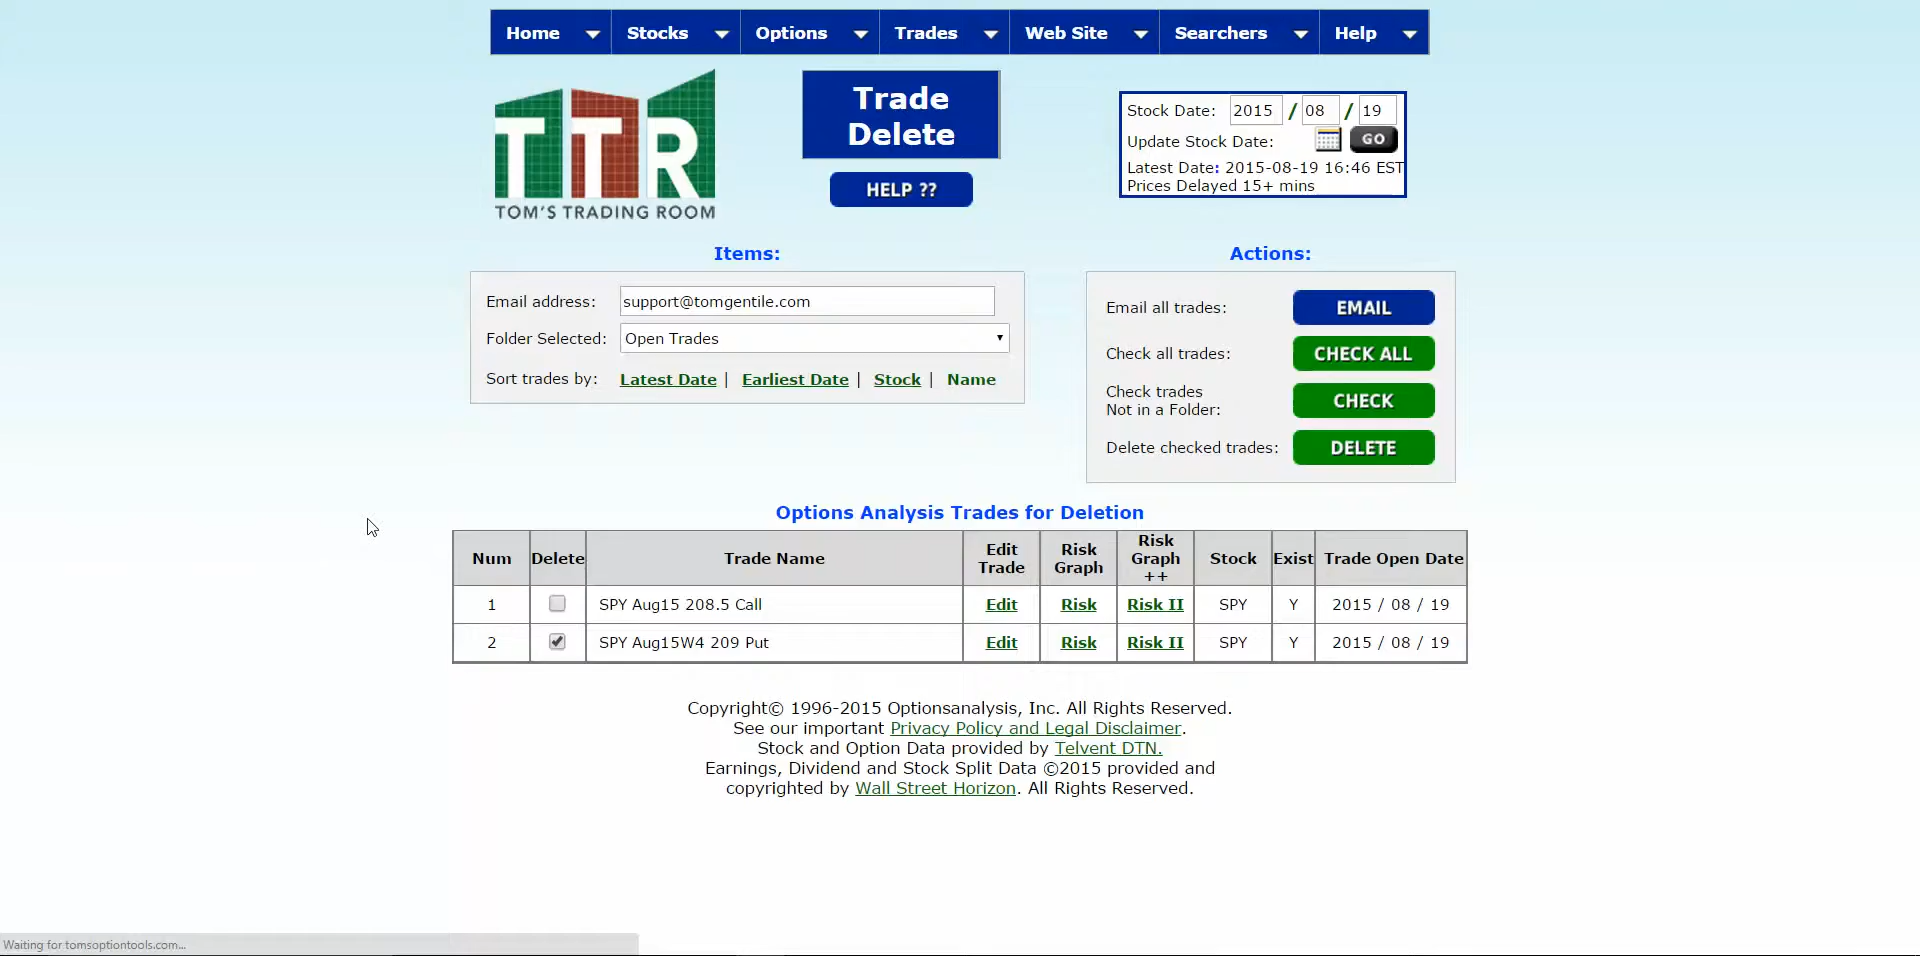 Home Stocks Options Trades Web Site Searchers Help
TTR
TOM'S TRADING ROOM
Trade
Delete
HELP ??
Stock Date: 2015 / 08 / 19
Update Stock Date: GO
Latest Date: 2015-08-19 16:46 EST
Prices Delayed 15+ mins
Items:
Email address: support@tomgentile.com
Folder Selected: Open Trades
Sort trades by: Latest Date | Earliest Date | Stock | Name
Actions:
Email all trades: EMAIL
Check all trades: CHECK ALL
Check trades
Not in a Folder: CHECK
Delete checked trades: DELETE
Options Analysis Trades for Deletion
Num Delete Trade Name Edit Trade Risk Graph Risk Graph ++ Stock Exist Trade Open Date
1 SPY Aug15 208.5 Call Edit Risk Risk II SPY Y 2015 / 08 / 19
2 SPY Aug15W4 209 Put Edit Risk Risk II SPY Y 2015 / 08 / 19
Copyright© 1996-2015 Optionsanalysis, Inc. All Rights Reserved.
See our important Privacy Policy and Legal Disclaimer.
Stock and Option Data provided by Telvent DTN.
Earnings, Dividend and Stock Split Data ©2015 provided and
copyrighted by Wall Street Horizon. All Rights Reserved.
Waiting for tomsoptiontools.com...